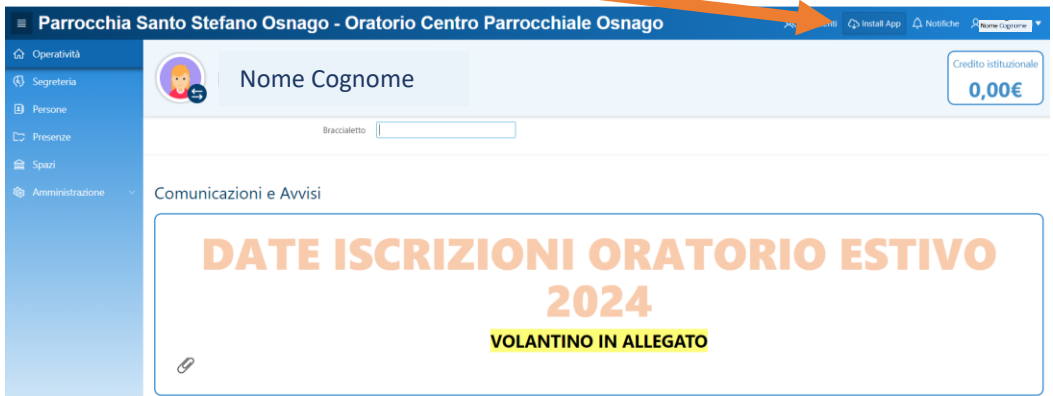 Parrocchia Santo Stefano Osnago - Oratorio Centro Parrocchiale Osnago
Install App
Notifiche
Nome Cognome
Operatività
Segreteria
Persone
Presenze
Spazi
Amministrazione
Nome Cognome
Credito istituzionale
0,00€
Braccialetto
Comunicazioni e Avvisi
DATE ISCRIZIONI ORATORIO ESTIVO
2024
VOLANTINO IN ALLEGATO